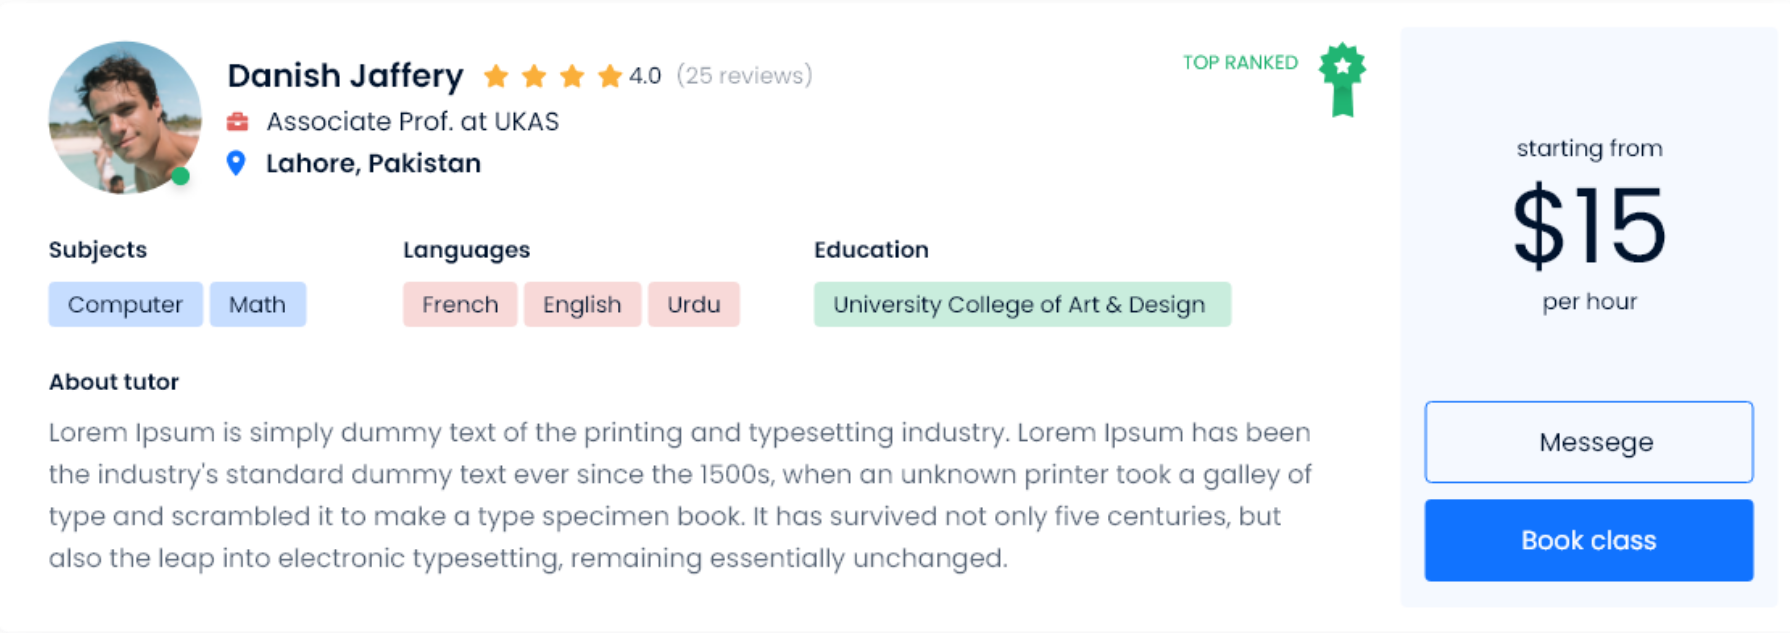 Danish Jaffery 4.0 (25 reviews)
TOP RANKED
Associate Prof. at UKAS
Lahore, Pakistan
Subjects
Computer Math
Languages
French English Urdu
Education
University College of Art & Design
About tutor
Lorem Ipsum is simply dummy text of the printing and typesetting industry. Lorem Ipsum has been
the industry's standard dummy text ever since the 1500s, when an unknown printer took a galley of
type and scrambled it to make a type specimen book. It has survived not only five centuries, but
also the leap into electronic typesetting, remaining essentially unchanged.
starting from
$15
per hour
Messege
Book class